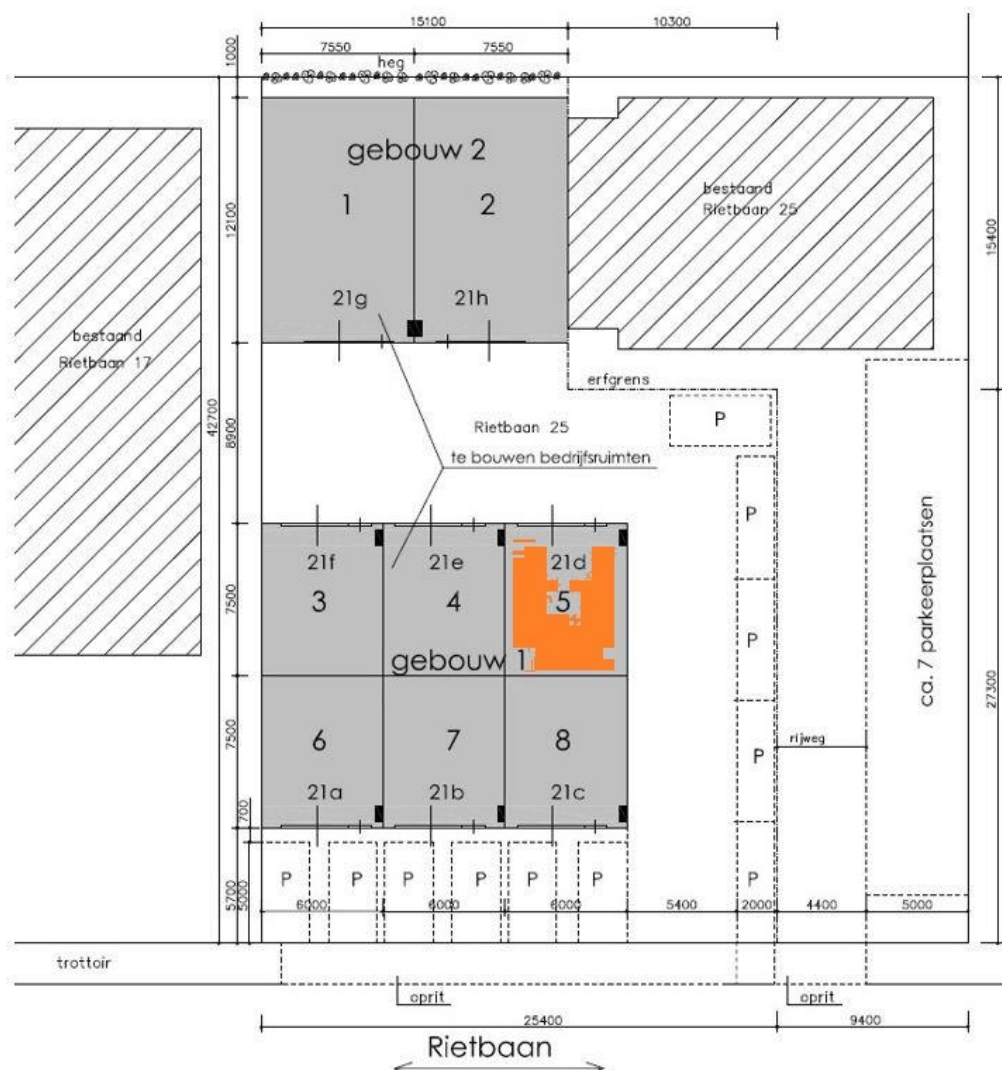 15100
10300
7550
7550
heg
1000
gebouw 2
1
2
bestaand
Rietbaan 25
12100
15400
21g
21h
bestaand
Rietbaan 17
erfgrens
42700
8900
P
Rietbaan 25
te bouwen bedrijfsruimten
P
21f
21e
21d
7500
3
4
5
P
ca. 7 parkeerplaatsen
27300
gebouw 1
7500
6
7
8
rijweg
P
21a
21b
21c
700
P
P
P
P
P
P
P
5700
5000
6000
6000
6000
5400
2000
4400
5000
trottoir
oprit
oprit
25400
9400
Rietbaan